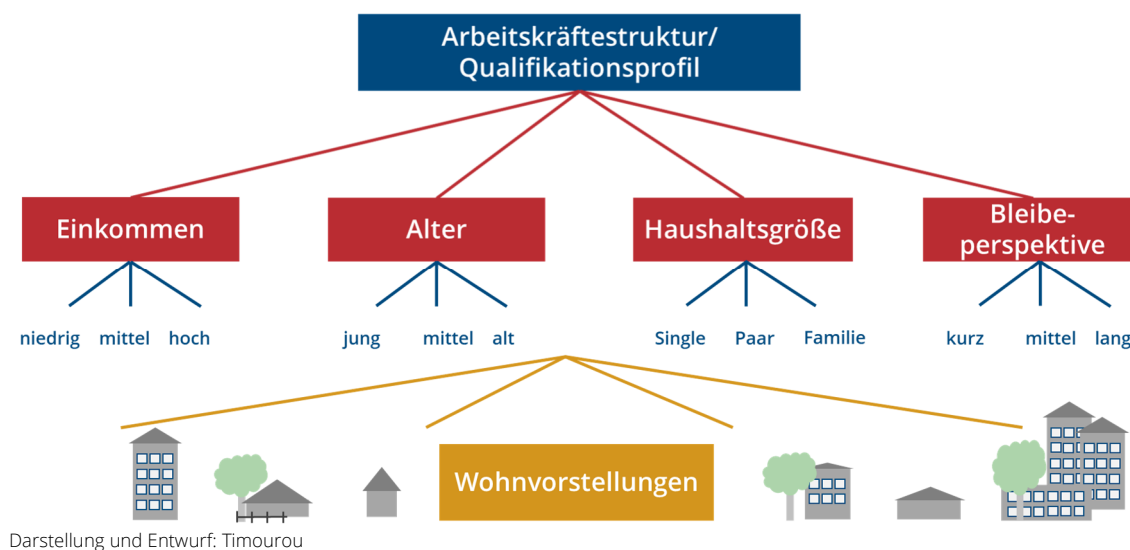 Arbeitskräftestruktur/
Qualifikationsprofil
Einkommen
Alter
Haushaltsgröße
Bleibe-
perspektive
niedrig mittel hoch
jung mittel alt
Single Paar Familie
kurz mittel lang
Wohnvorstellungen
Darstellung und Entwurf: Timourou